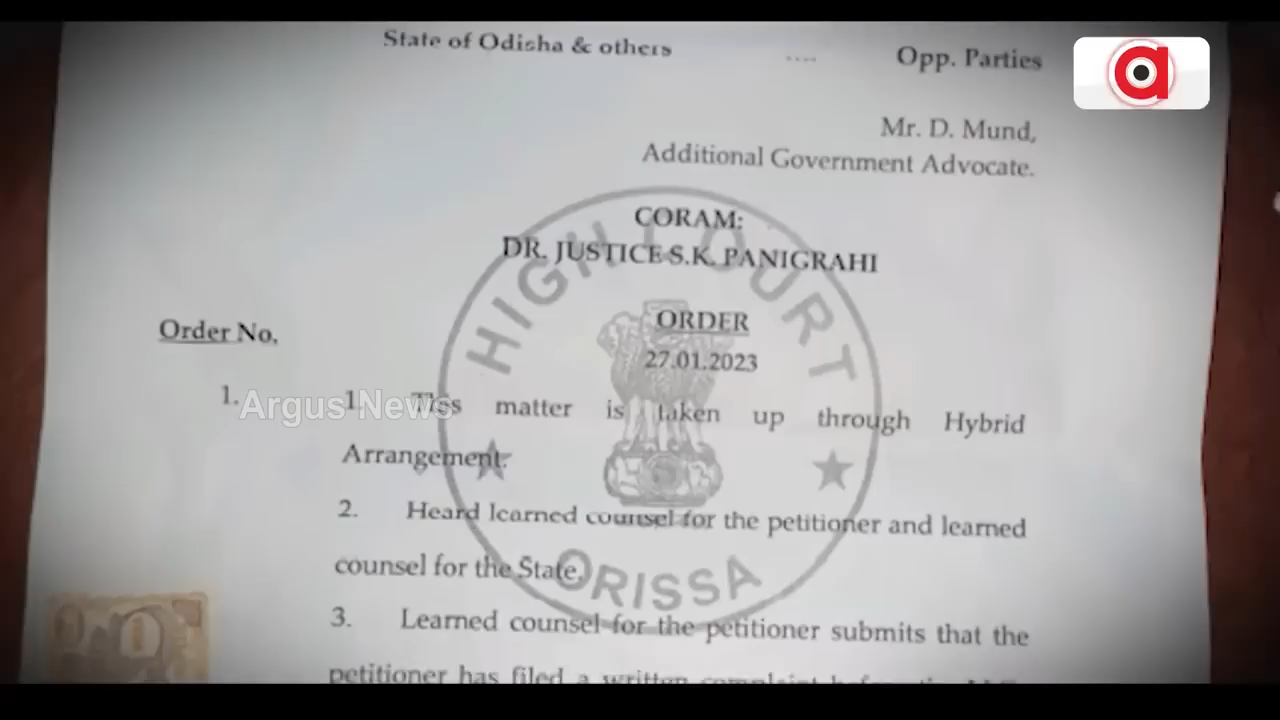 State of Odisha & others .... Opp. Parties
a
Mr. D. Mund,
Additional Government Advocate.
CORAM:
DR. JUSTICE S.K. PANIGRAHI
HIGH COURT
ORISSA
Order No.
ORDER
27.01.2023
1. 1. This matter is taken up through Hybrid
Argus News
Arrangement.
2. Heard learned counsel for the petitioner and learned
counsel for the State.
3. Learned counsel for the petitioner submits that the
petitioner has filed a written complaint